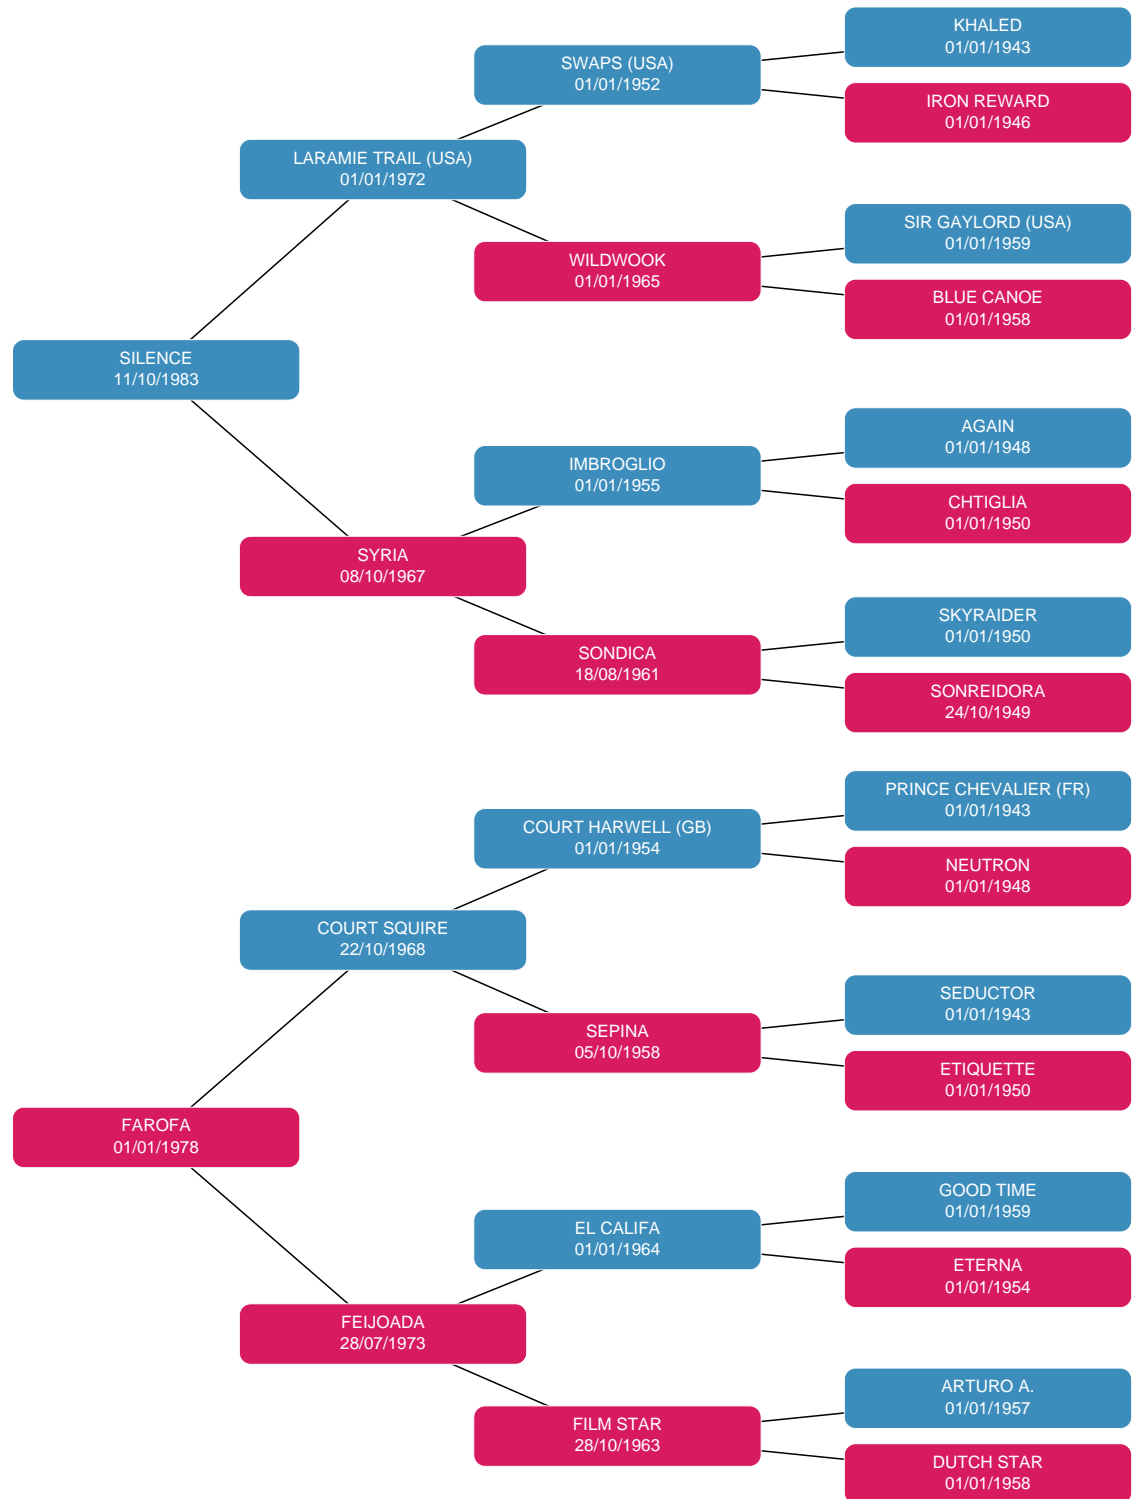 KHALED
01/01/1943
SWAPS (USA)
01/01/1952
IRON REWARD
01/01/1946
LARAMIE TRAIL (USA)
01/01/1972
SIR GAYLORD (USA)
01/01/1959
WILDWOOK
01/01/1965
BLUE CANOE
01/01/1958
SILENCE
11/10/1983
AGAIN
01/01/1948
IMBROGLIO
01/01/1955
CHTIGLIA
01/01/1950
SYRIA
08/10/1967
SKYRAIDER
01/01/1950
SONDICA
18/08/1961
SONREIDORA
24/10/1949
PRINCE CHEVALIER (FR)
01/01/1943
COURT HARWELL (GB)
01/01/1954
NEUTRON
01/01/1948
COURT SQUIRE
22/10/1968
SEDUCTOR
01/01/1943
SEPINA
05/10/1958
ETIQUETTE
01/01/1950
FAROFA
01/01/1978
GOOD TIME
01/01/1959
EL CALIFA
01/01/1964
ETERNA
01/01/1954
FEIJOADA
28/07/1973
ARTURO A.
01/01/1957
FILM STAR
28/10/1963
DUTCH STAR
01/01/1958